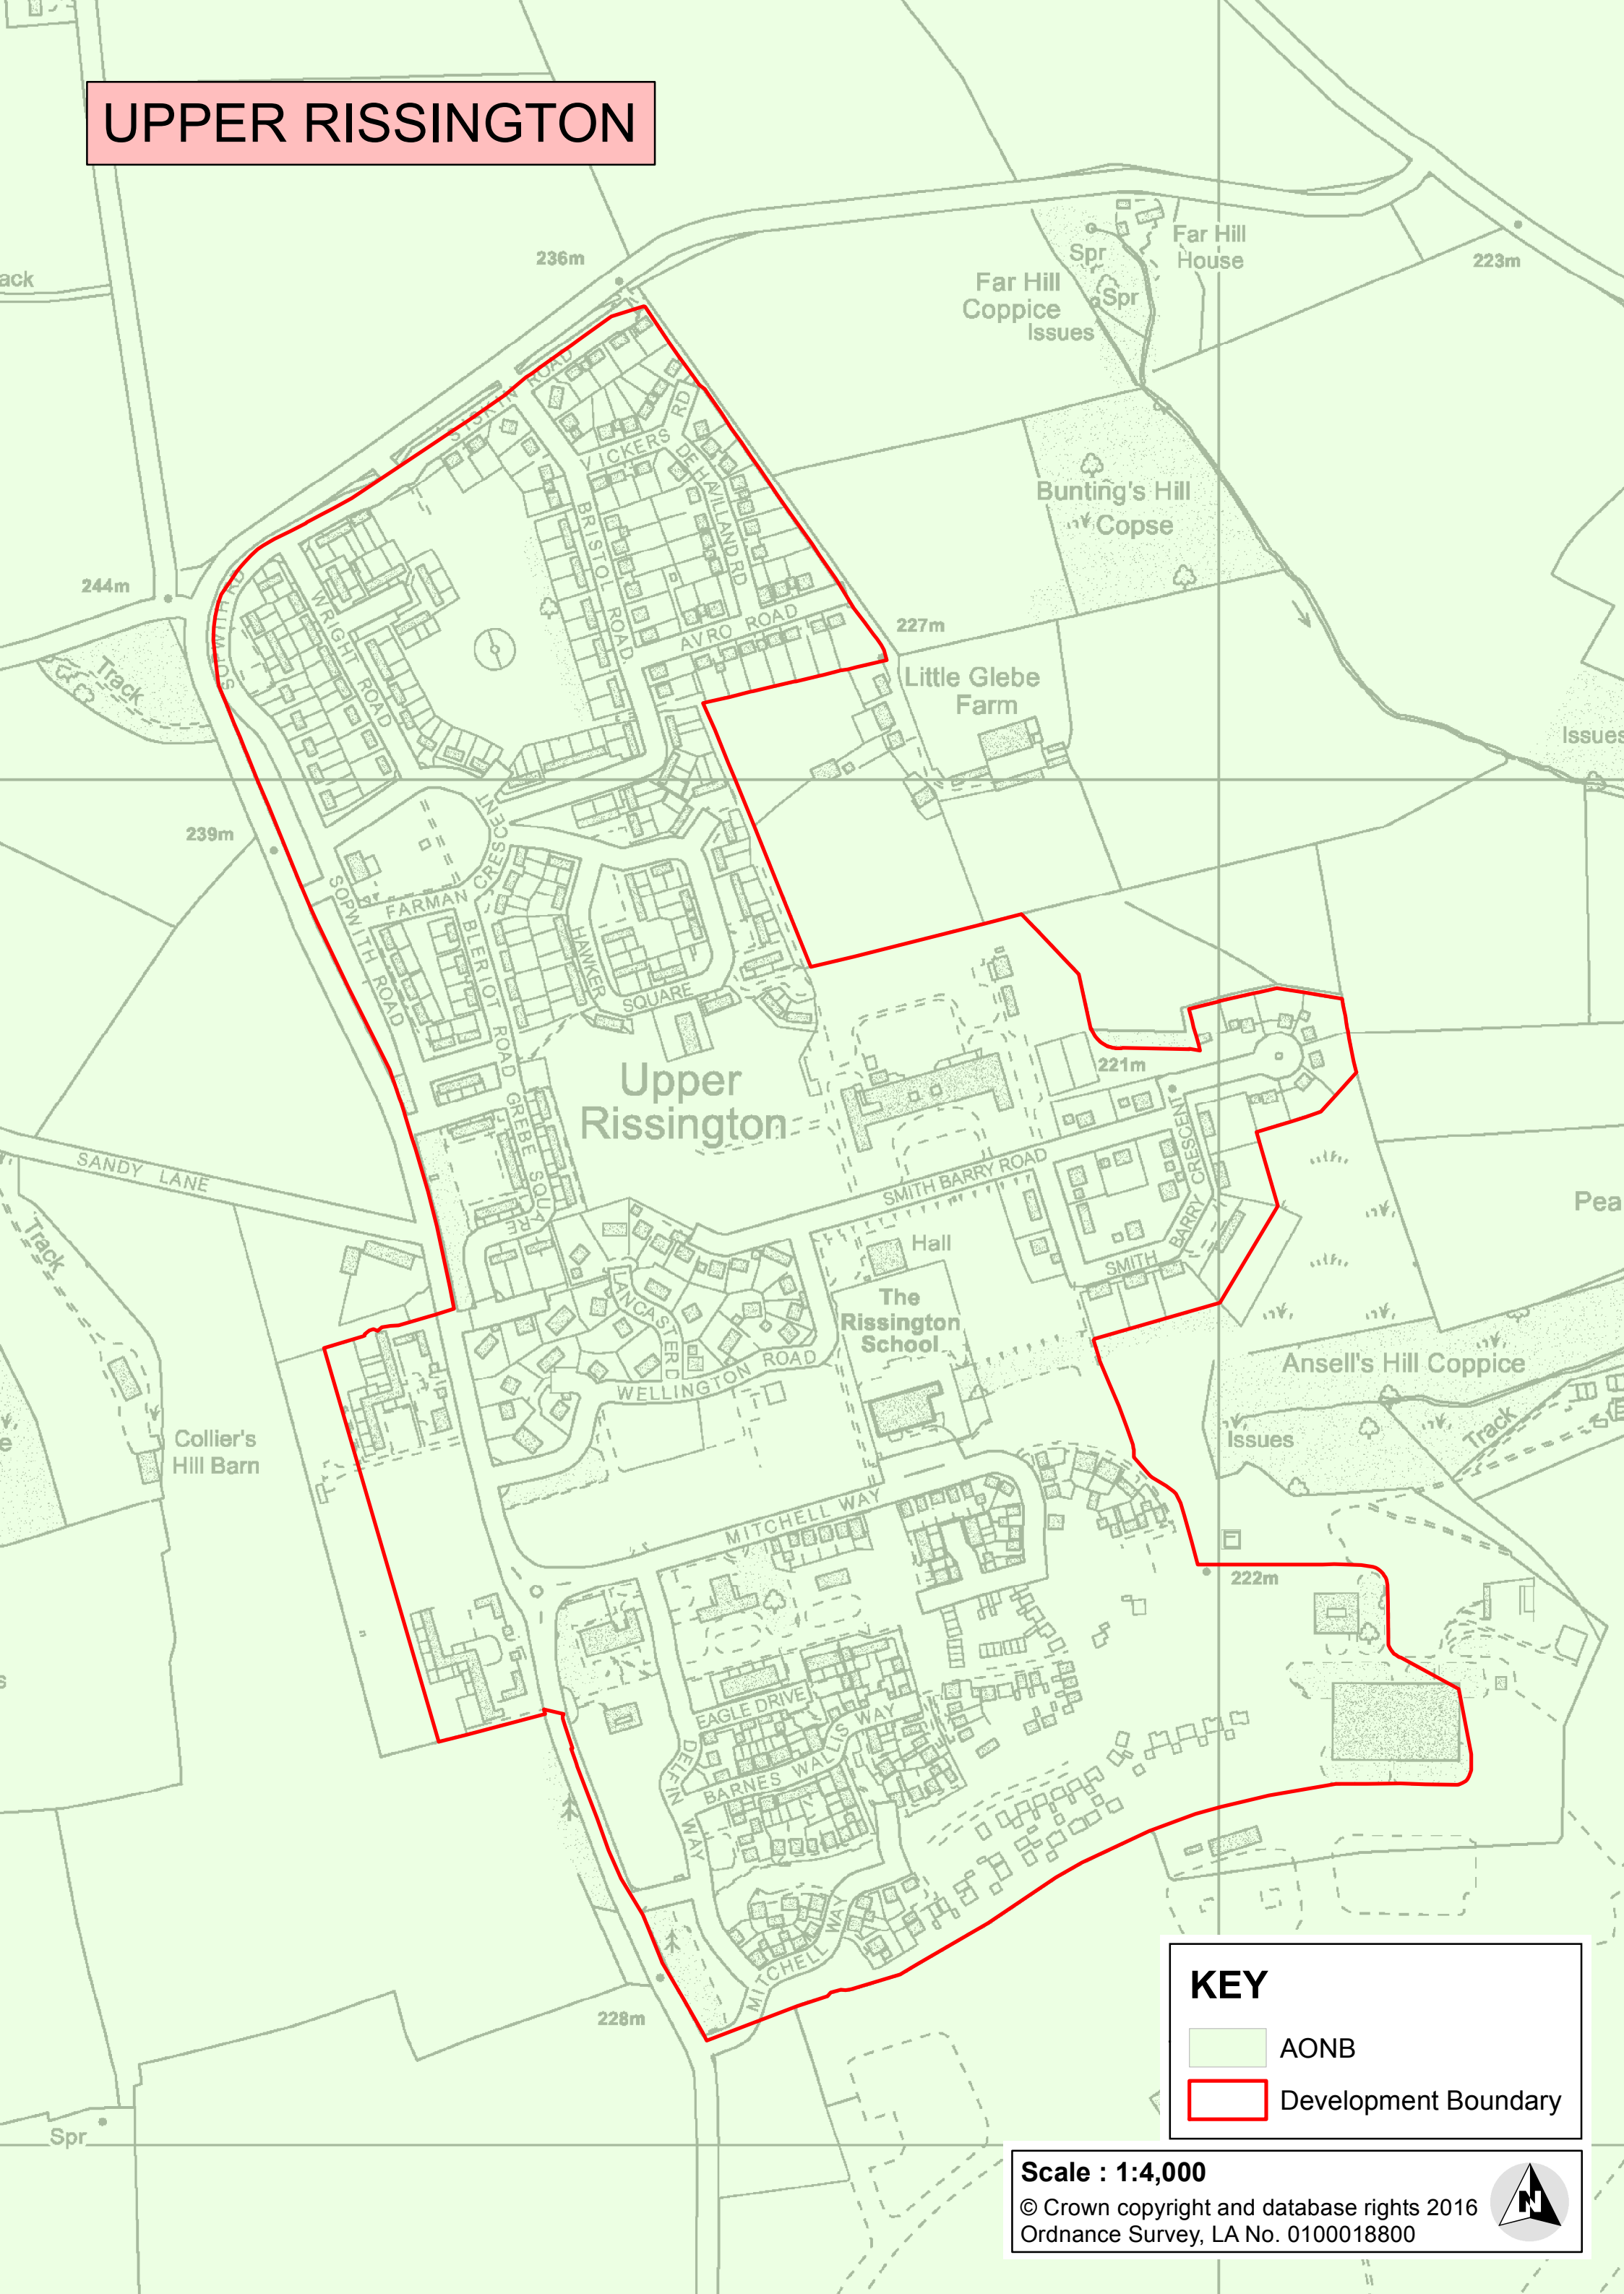 UPPER RISSINGTON
236m
Far Hill
House
Spr
Far Hill
Coppice
Spr
Issues
223m
ack
SISKIN ROAD
VICKERS RD
DE HAVILLAND RD
BRISTOL ROAD
Bunting's Hill
Copse
244m
SOPWITH RD
WRIGHT ROAD
AVRO ROAD
227m
Track
Little Glebe
Farm
Issues
239m
FARMAN CRESCENT
SOPWITH ROAD
BLERIOT ROAD
HAWKER
SQUARE
Upper
Rissington
221m
GREBE SQUARE
SANDY LANE
SMITH BARRY ROAD
SMITH BARRY CRESCENT
Pea
Track
Hall
LANCASTER RD
The
Rissington
School
WELLINGTON ROAD
Ansell's Hill Coppice
Issues
Track
e
Collier's
Hill Barn
MITCHELL WAY
222m
s
EAGLE DRIVE
BARNES WALLIS WAY
DELFIN WAY
MITCHELL WAY
228m
Spr
KEY
AONB
Development Boundary
Scale : 1:4,000
© Crown copyright and database rights 2016
Ordnance Survey, LA No. 0100018800
N